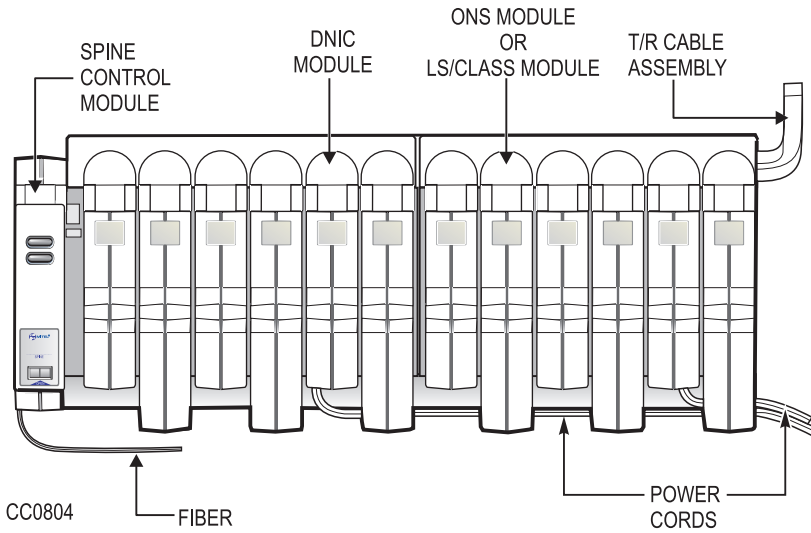 SPINE
CONTROL
MODULE
DNIC
MODULE
ONS MODULE
OR
LS/CLASS MODULE
T/R CABLE
ASSEMBLY
CC0804
FIBER
POWER
CORDS